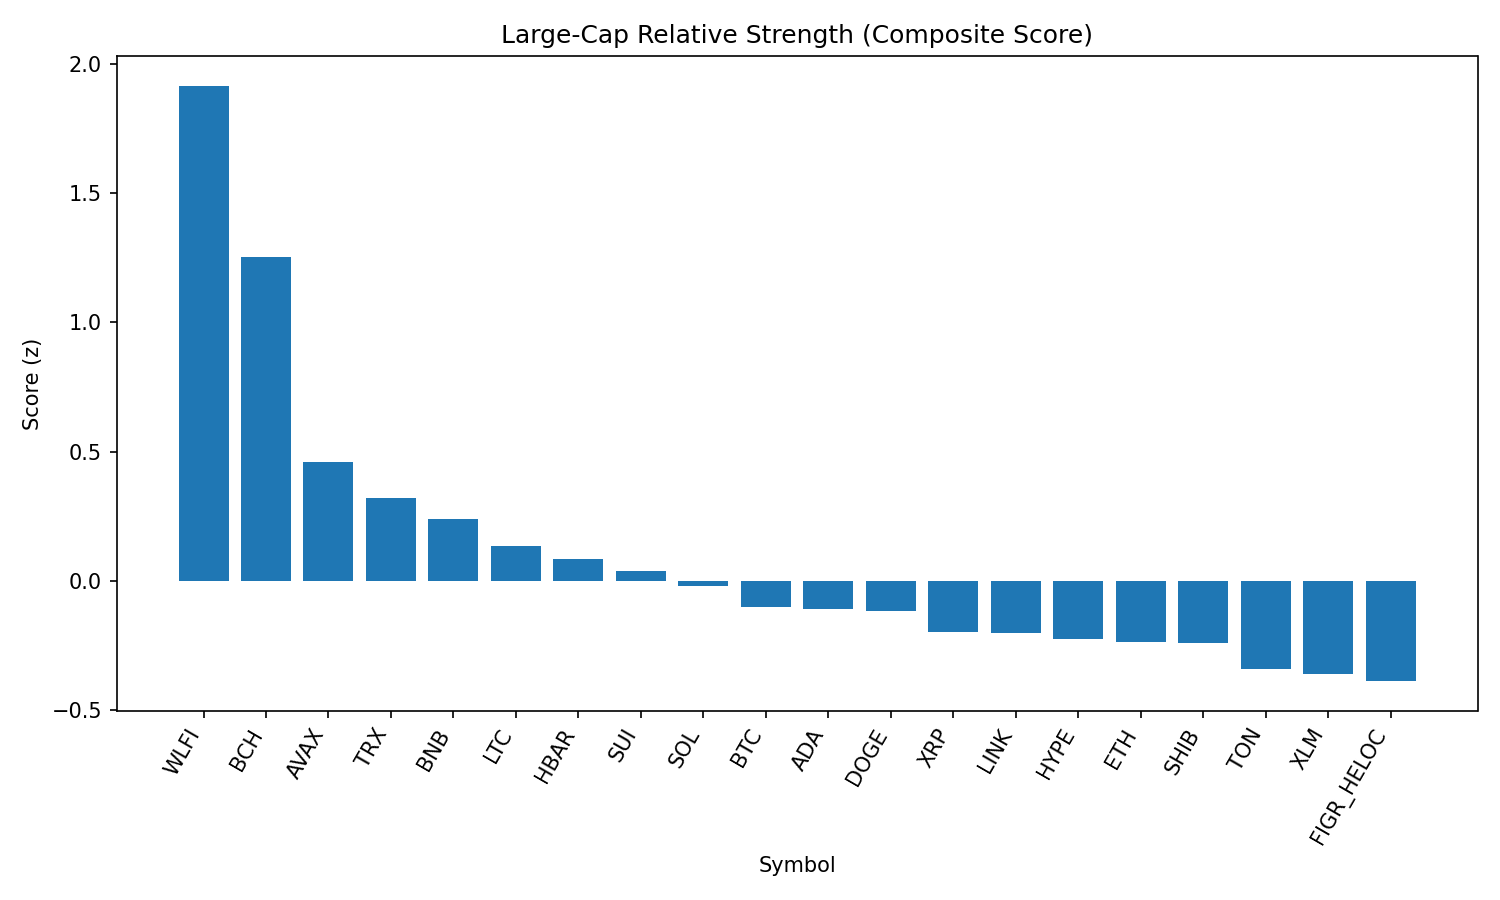 Large-Cap Relative Strength (Composite Score)
2.0
1.5
1.0
0.5
0.0
−0.5
Score (z)
WLFI
BCH
AVAX
TRX
BNB
LTC
HBAR
SUI
SOL
BTC
ADA
DOGE
XRP
LINK
HYPE
ETH
SHIB
TON
XLM
FIGR_HELOC
Symbol